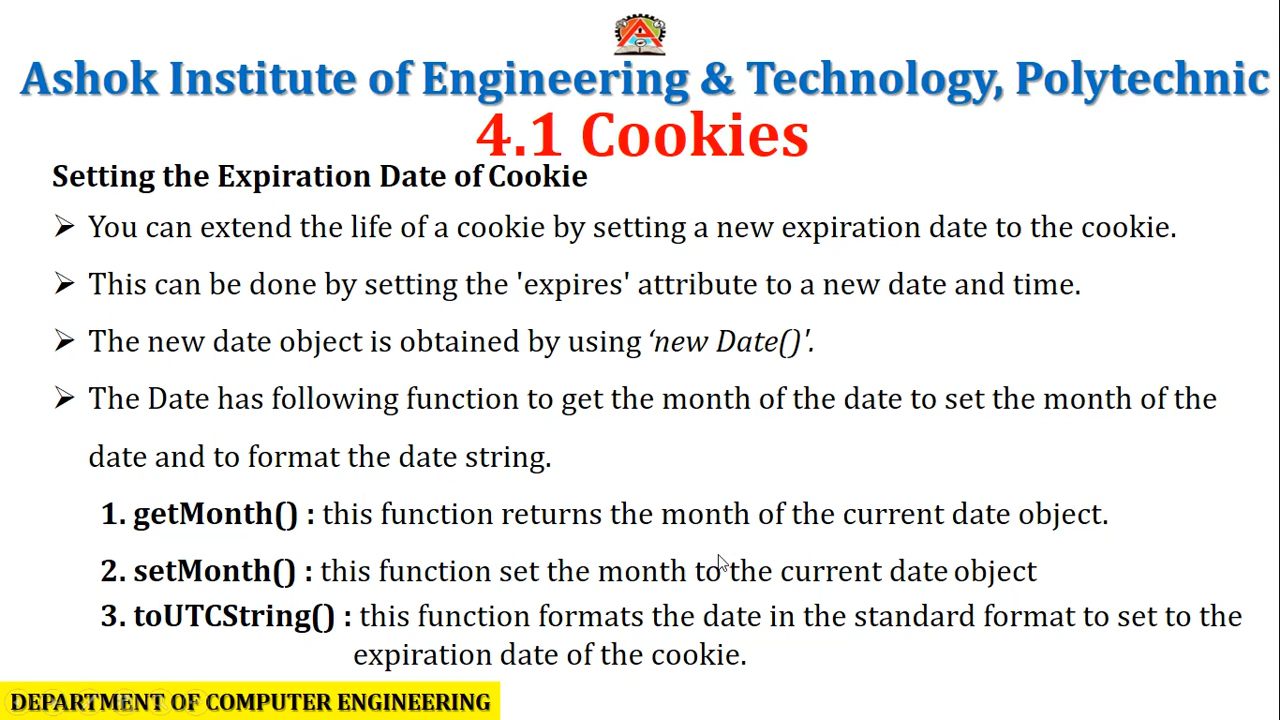 Ashok Institute of Engineering & Technology, Polytechnic
4.1 Cookies
Setting the Expiration Date of Cookie
➢ You can extend the life of a cookie by setting a new expiration date to the cookie.
➢ This can be done by setting the 'expires' attribute to a new date and time.
➢ The new date object is obtained by using ‘new Date()'.
➢ The Date has following function to get the month of the date to set the month of the
date and to format the date string.
1. getMonth() : this function returns the month of the current date object.
2. setMonth() : this function set the month to the current date object
3. toUTCString() : this function formats the date in the standard format to set to the
expiration date of the cookie.
DEPARTMENT OF COMPUTER ENGINEERING